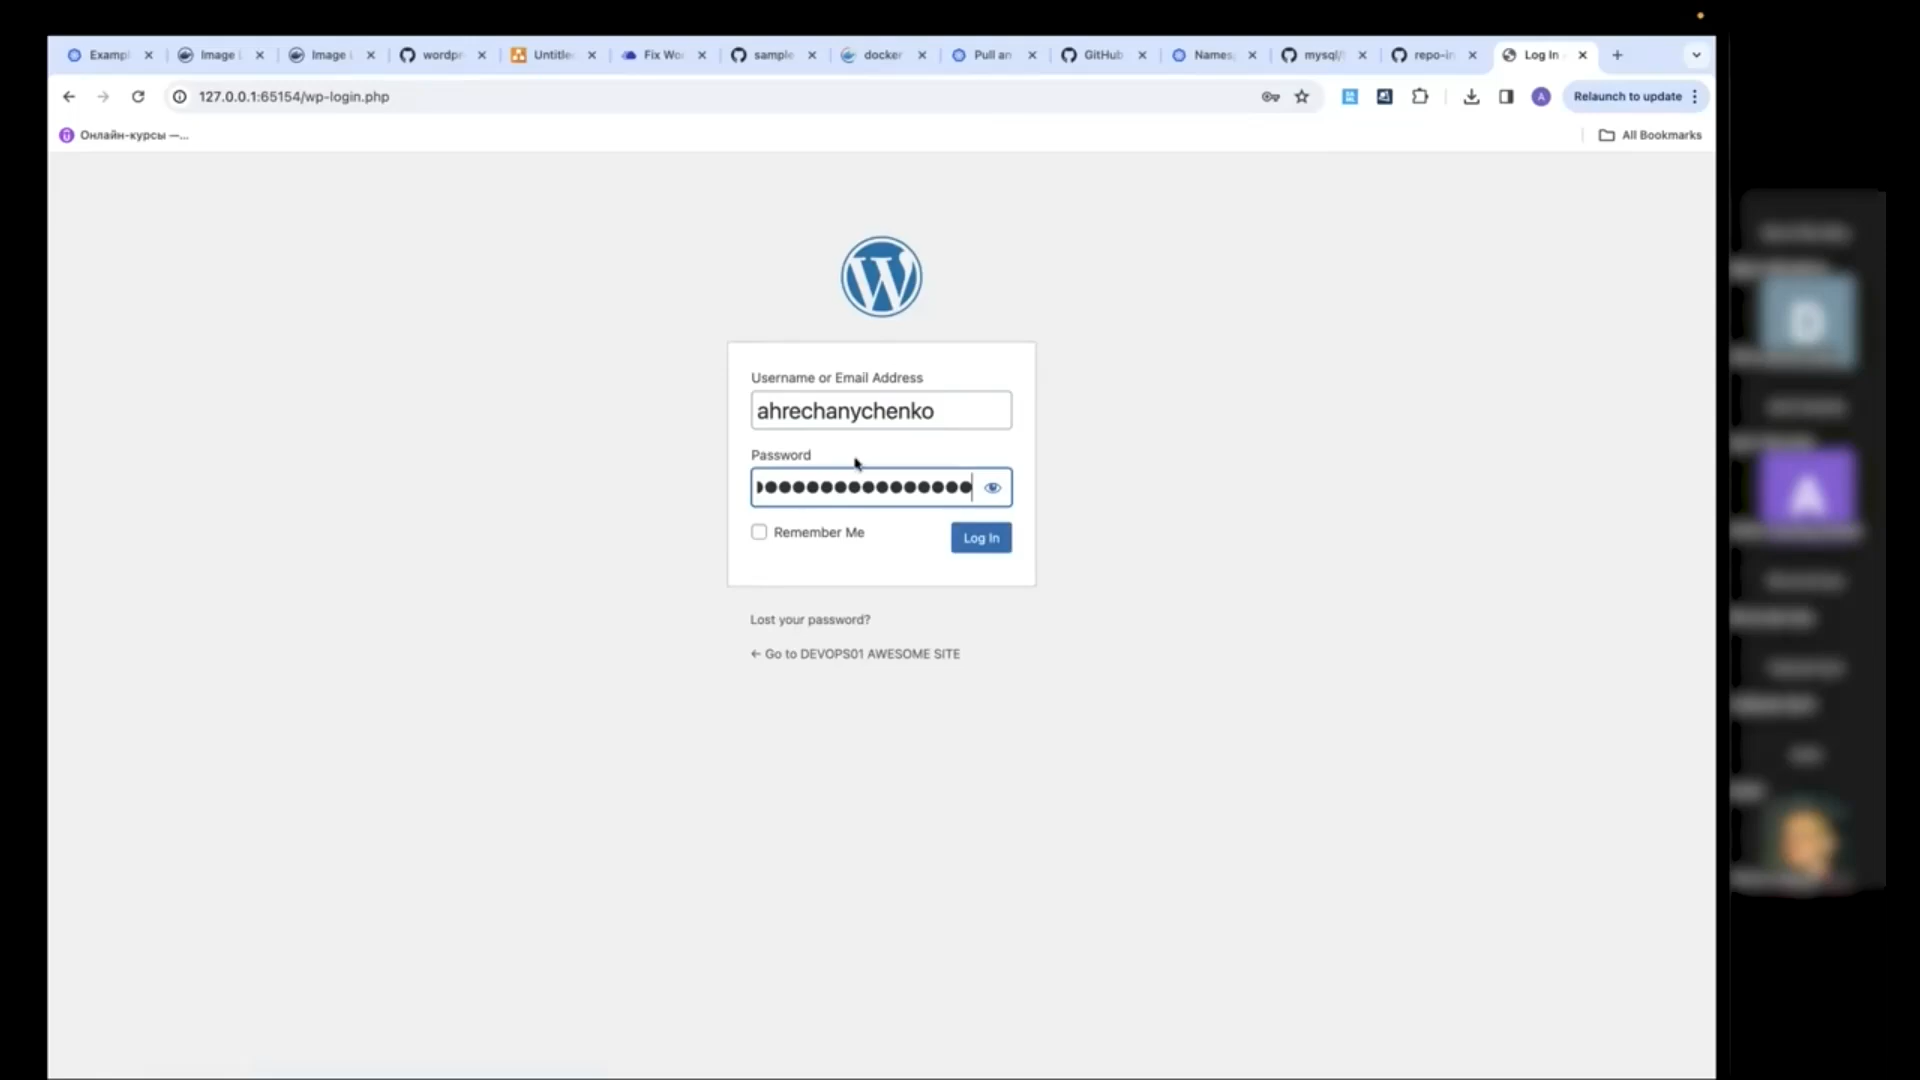 Exampl
Image
Image
wordpr
Untitle
Fix Wor
sample
docker
Pull an
GitHub
Names
mysql/
repo-in
Log In
127.0.0.1:65154/wp-login.php
A
Relaunch to update
Онлайн-курсы —...
All Bookmarks
Username or Email Address
ahrechanychenko
Password
Remember Me
Log In
Lost your password?
← Go to DEVOPS01 AWESOME SITE
D
A